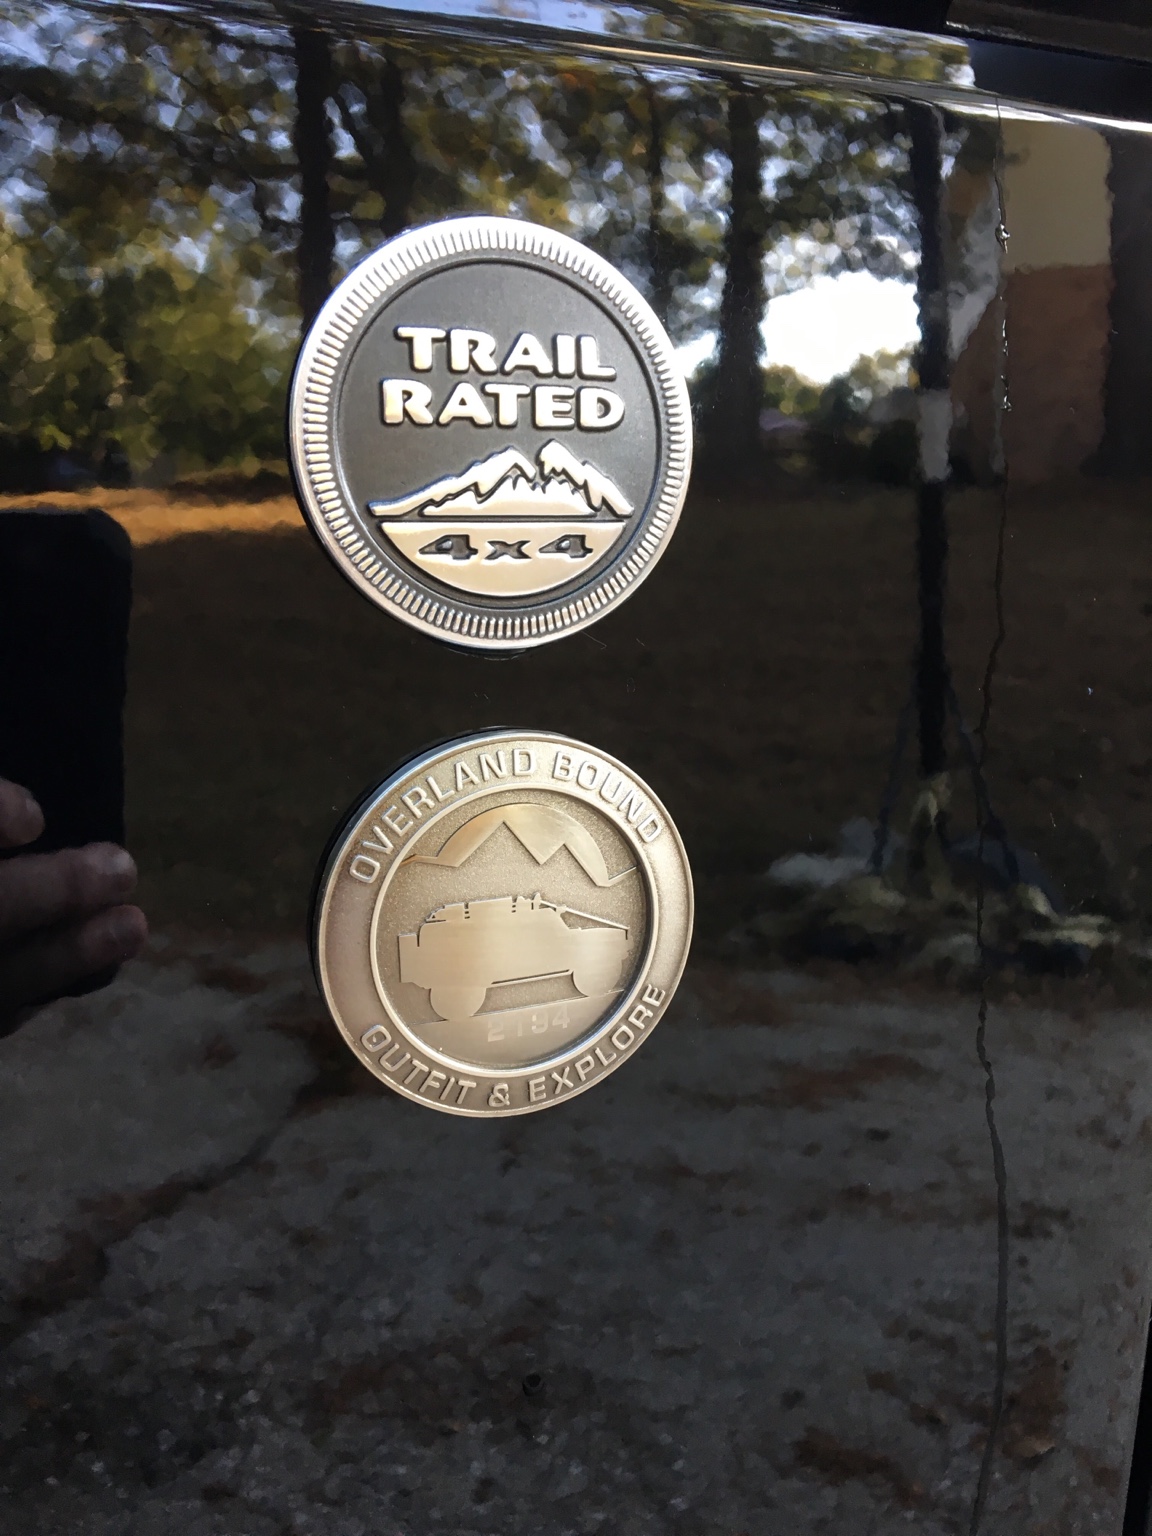 TRAIL
RATED
4x4
OVERLAND BOUND
2194
OUTFIT & EXPLORE